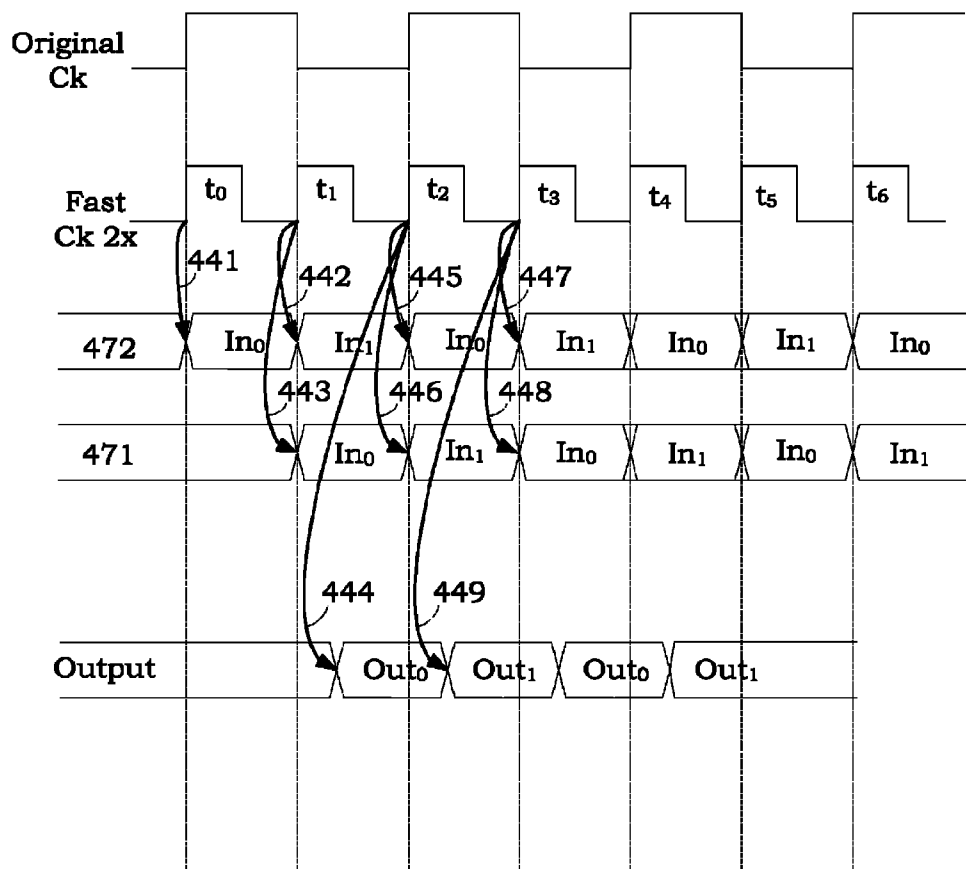 Original
Ck
Fast
Ck 2x
t₀ t₁ t₂ t₃ t₄ t₅ t₆
441 442 445 447
472 In₀ In₁ In₀ In₁ In₀ In₁ In₀
443 446 448
471 In₀ In₁ In₀ In₁ In₀ In₁
444 449
Output Out₀ Out₁ Out₀ Out₁